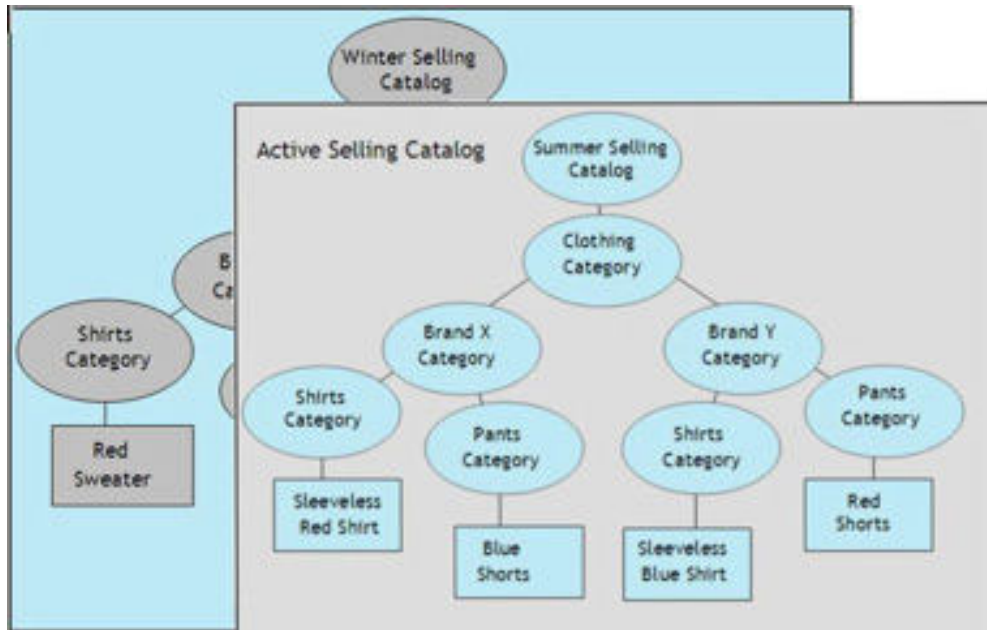 Winter Selling
Catalog
Active Selling Catalog
Summer Selling
Catalog
Clothing
Category
B
Ca
Shirts
Category
Brand X
Category
Brand Y
Category
Shirts
Category
Pants
Category
Shirts
Category
Pants
Category
Red
Sweater
Sleeveless
Red Shirt
Blue
Shorts
Sleeveless
Blue Shirt
Red
Shorts